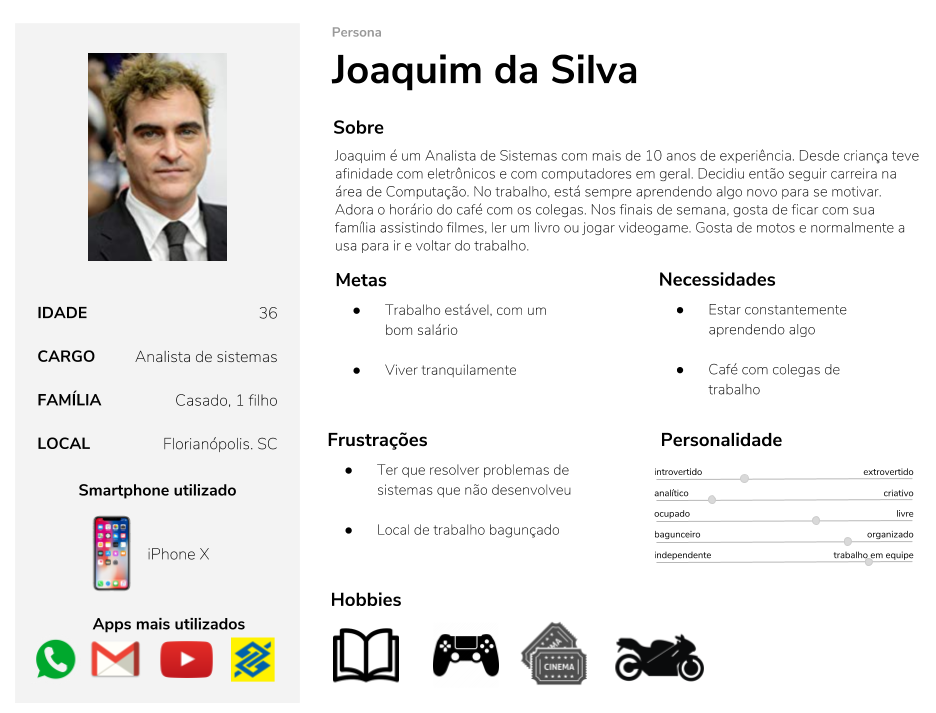 Persona
Joaquim da Silva
Sobre
Joaquim é um Analista de Sistemas com mais de 10 anos de experiência. Desde criança teve
afinidade com eletrônicos e com computadores em geral. Decidiu então seguir carreira na
área de Computação. No trabalho, está sempre aprendendo algo novo para se motivar.
Adora o horário do café com os colegas. Nos finais de semana, gosta de ficar com sua
família assistindo filmes, ler um livro ou jogar videogame. Gosta de motos e normalmente a
usa para ir e voltar do trabalho.
IDADE 36
CARGO Analista de sistemas
FAMÍLIA Casado, 1 filho
LOCAL Florianópolis. SC
Smartphone utilizado
iPhone X
Apps mais utilizados
Metas
● Trabalho estável, com um
bom salário
● Viver tranquilamente
Necessidades
● Estar constantemente
aprendendo algo
● Café com colegas de
trabalho
Frustrações
● Ter que resolver problemas de
sistemas que não desenvolveu
● Local de trabalho bagunçado
Personalidade
introvertido extrovertido
analítico criativo
ocupado livre
bagunceiro organizado
independente trabalho em equipe
Hobbies
CINEMA